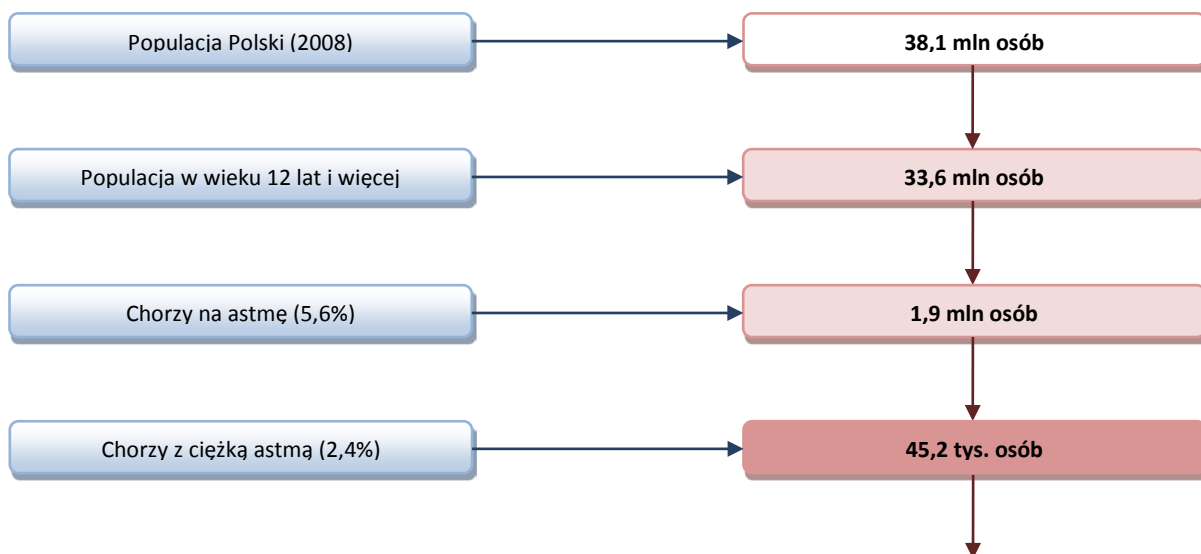 Populacja Polski (2008)
38,1 mln osób
Populacja w wieku 12 lat i więcej
33,6 mln osób
Chorzy na astmę (5,6%)
1,9 mln osób
Chorzy z ciężką astmą (2,4%)
45,2 tys. osób